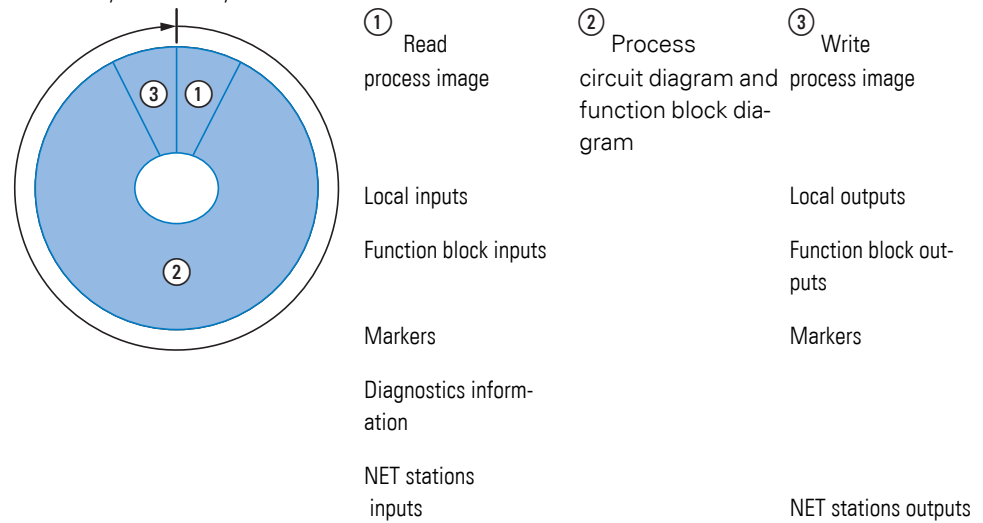 ① Read
process image
② Process
circuit diagram and
function block dia-
gram
③ Write
process image
③ ①
②
Local inputs
Local outputs
Function block inputs
Function block out-
puts
Markers
Markers
Diagnostics inform-
ation
NET stations
inputs
NET stations outputs